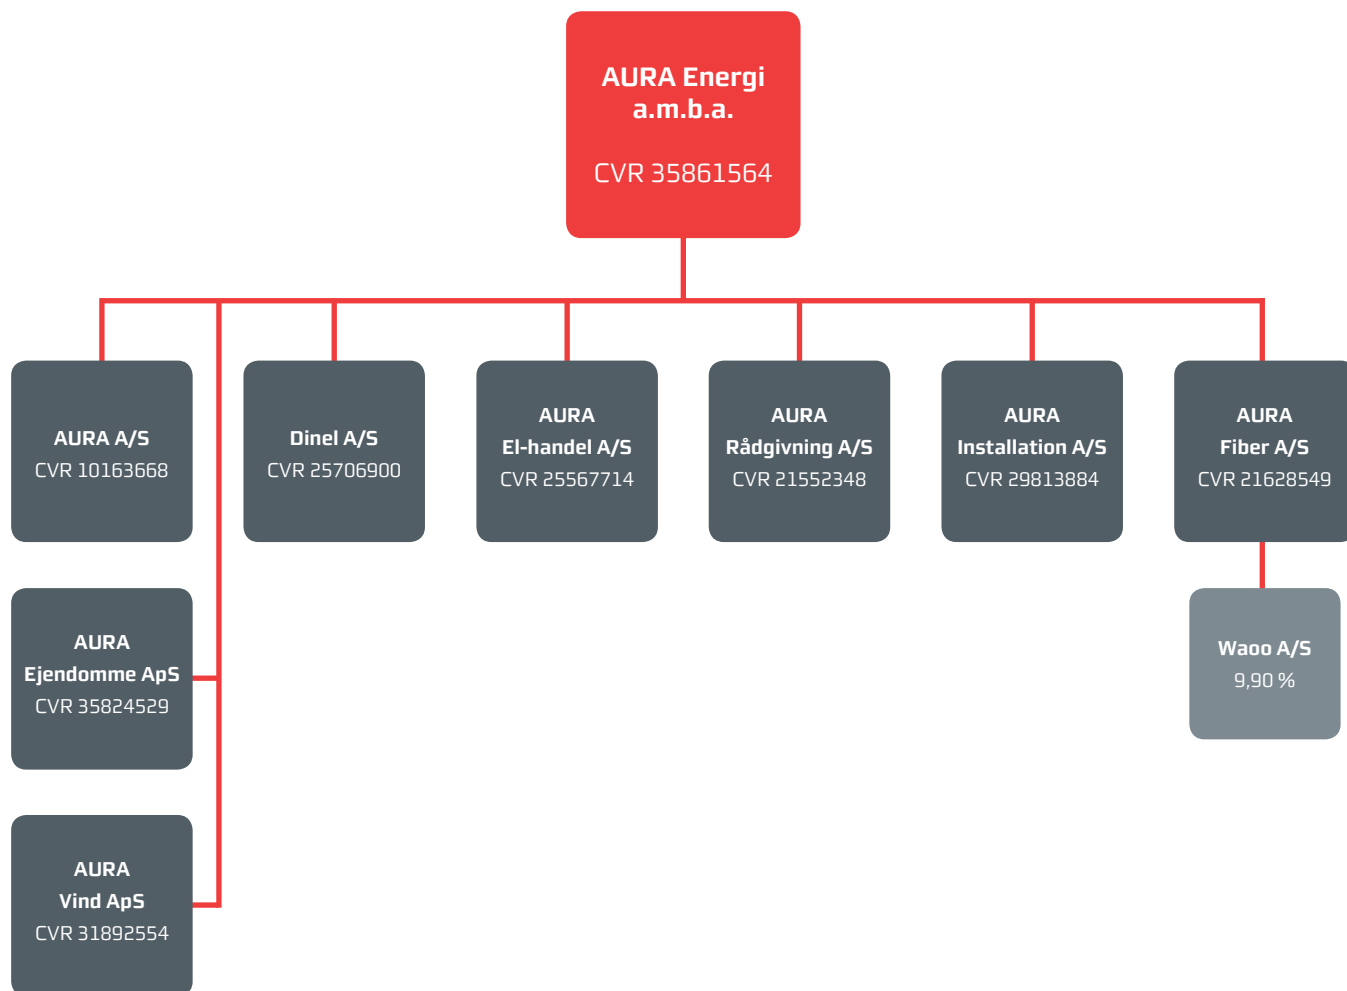 AURA Energi
a.m.b.a.
CVR 35861564
AURA A/S
CVR 10163668
Dinel A/S
CVR 25706900
AURA
El-handel A/S
CVR 25567714
AURA
Rådgivning A/S
CVR 21552348
AURA
Installation A/S
CVR 29813884
AURA
Fiber A/S
CVR 21628549
AURA
Ejendomme ApS
CVR 35824529
Waoo A/S
9,90 %
AURA
Vind ApS
CVR 31892554